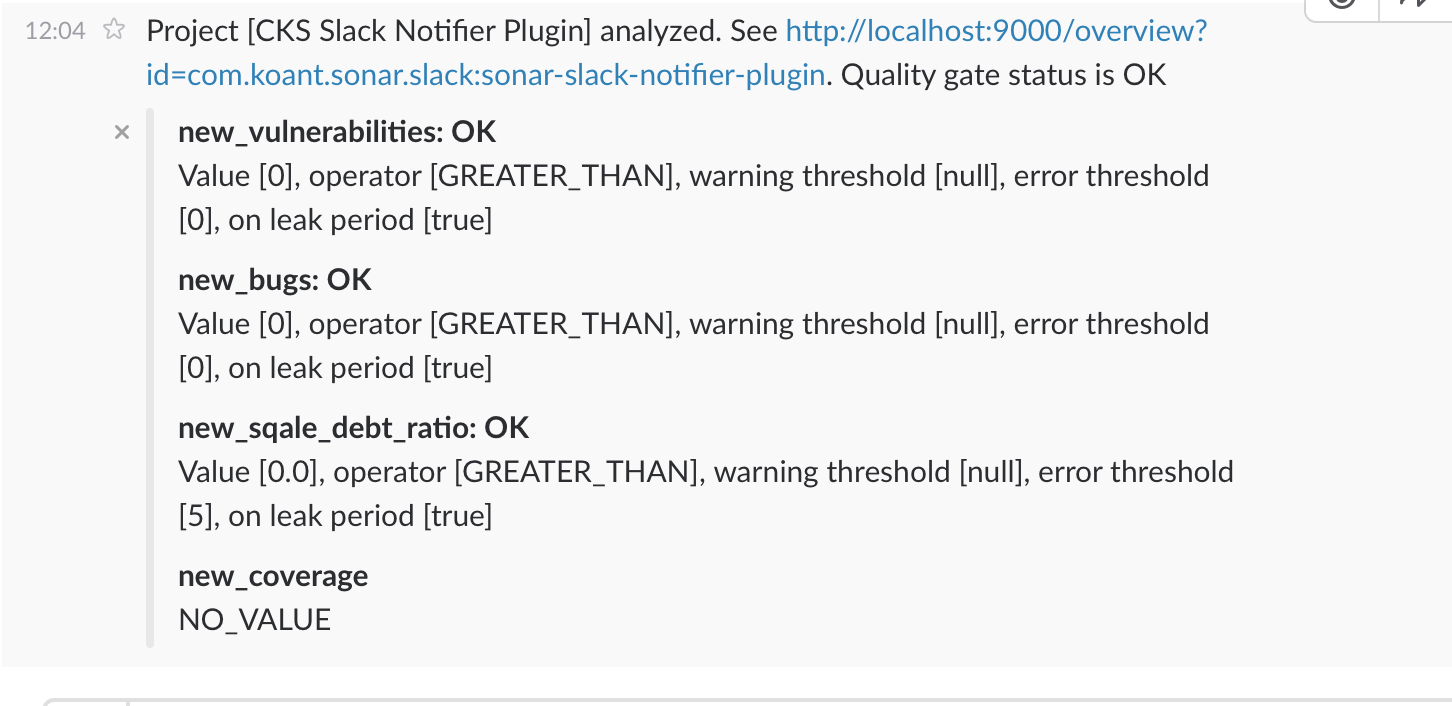 12:04 Project [CKS Slack Notifier Plugin] analyzed. See http://localhost:9000/overview?
id=com.koant.sonar.slack:sonar-slack-notifier-plugin. Quality gate status is OK
new_vulnerabilities: OK
Value [0], operator [GREATER_THAN], warning threshold [null], error threshold
[0], on leak period [true]
new_bugs: OK
Value [0], operator [GREATER_THAN], warning threshold [null], error threshold
[0], on leak period [true]
new_sqale_debt_ratio: OK
Value [0.0], operator [GREATER_THAN], warning threshold [null], error threshold
[5], on leak period [true]
new_coverage
NO_VALUE